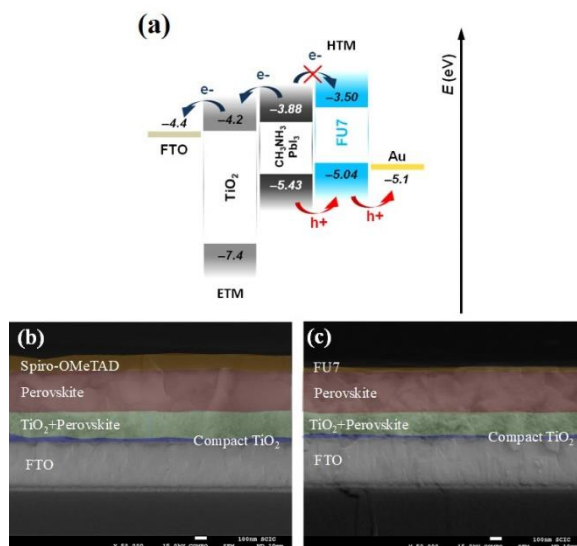 (a)
HTM
e-
e-
e-
E (eV)
–3.50
–3.88
–4.2
–4.4
FTO
CH₃NH₃
PbI₃
FU7
TiO₂
Au
–5.04
–5.1
–5.43
h+
h+
–7.4
ETM
(b)
Spiro-OMeTAD
Perovskite
TiO₂+Perovskite
Compact TiO₂
FTO
100nm SCIC
(c)
FU7
Perovskite
TiO₂+Perovskite
Compact TiO₂
FTO
100nm SCIC